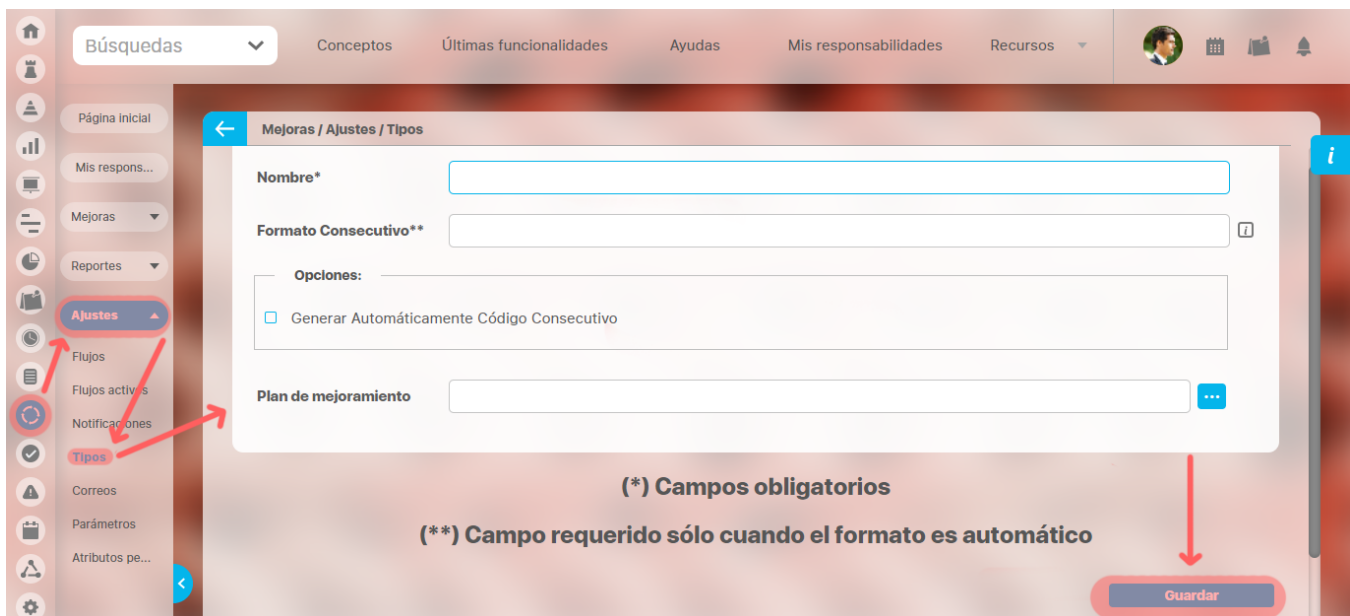 Búsquedas
Conceptos
Últimas funcionalidades
Ayudas
Mis responsabilidades
Recursos
Página inicial
Mis respons...
Mejoras
Reportes
Ajustes
Flujos
Flujos activos
Notificaciones
Tipos
Correos
Parámetros
Atributos pe...
Mejoras / Ajustes / Tipos
i
Nombre*
Formato Consecutivo**
i
Opciones:
Generar Automáticamente Código Consecutivo
Plan de mejoramiento
...
(*) Campos obligatorios
(**) Campo requerido sólo cuando el formato es automático
Guardar